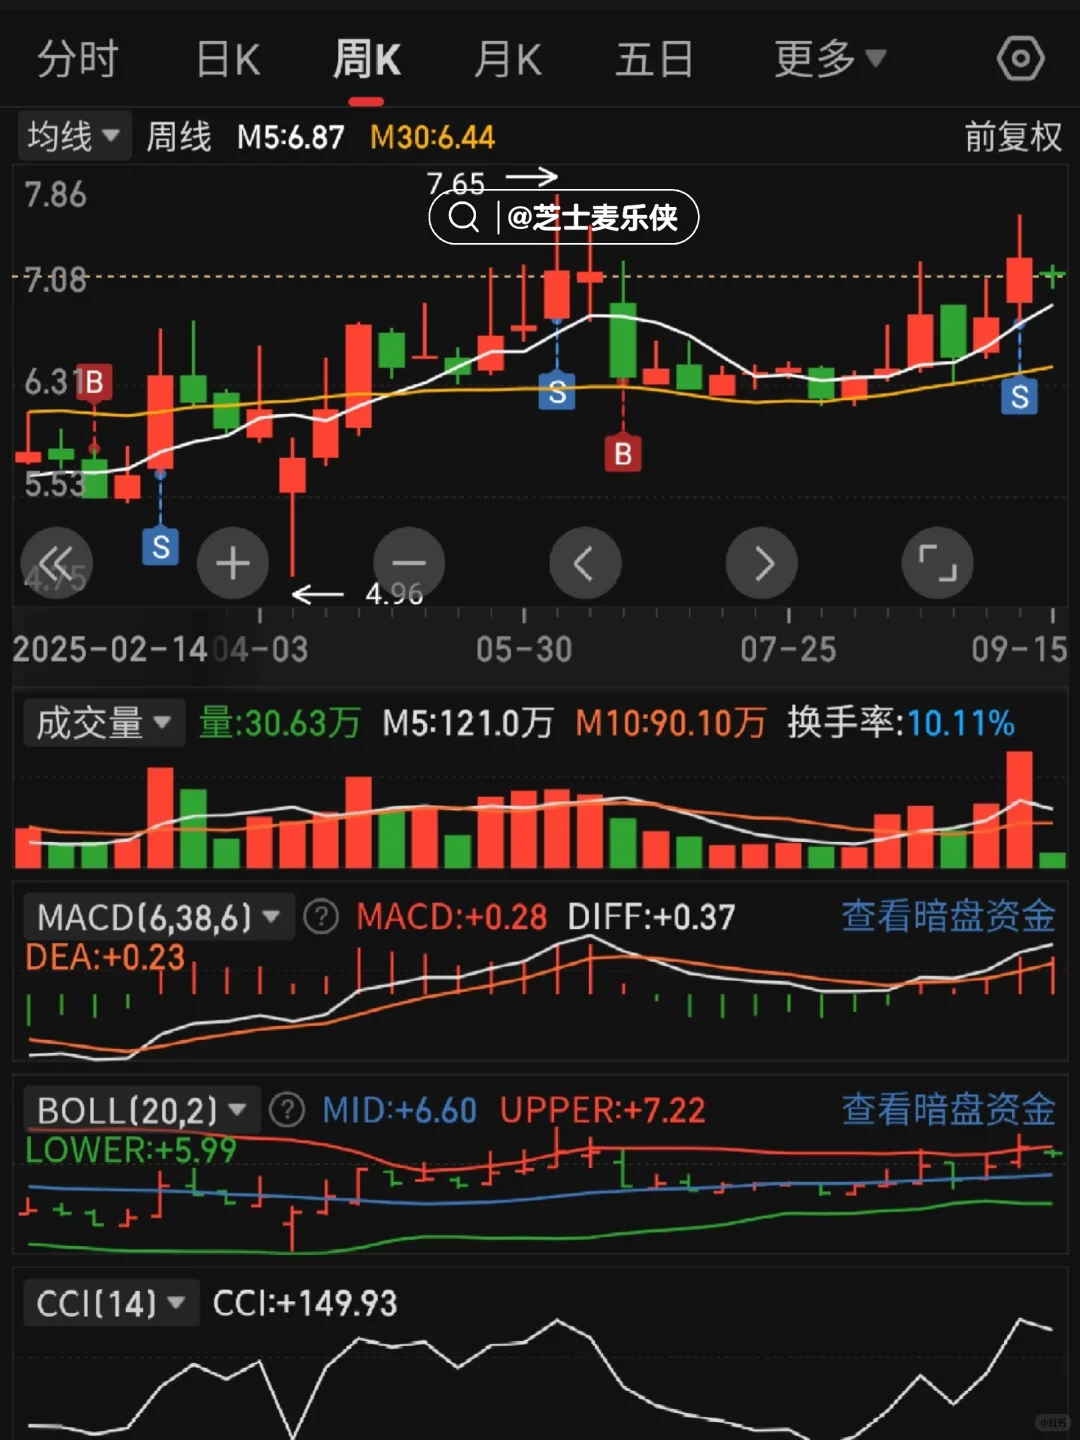 分时 日K 周K 月K 五日 更多
均线 周线 M5:6.87 M30:6.44 前复权
7.86
7.65
@芝士麦乐侠
7.08
6.31
B
S
S
B
5.53
S
4.75
4.96
2025-02-14 04-03 05-30 07-25 09-15
成交量 量:30.63万 M5:121.0万 M10:90.10万 换手率:10.11%
MACD(6,38,6) ? MACD:+0.28 DIFF:+0.37 查看暗盘资金
DEA:+0.23
BOLL(20,2) ? MID:+6.60 UPPER:+7.22 查看暗盘资金
LOWER:+5.99
CCI(14) CCI:+149.93
小红书